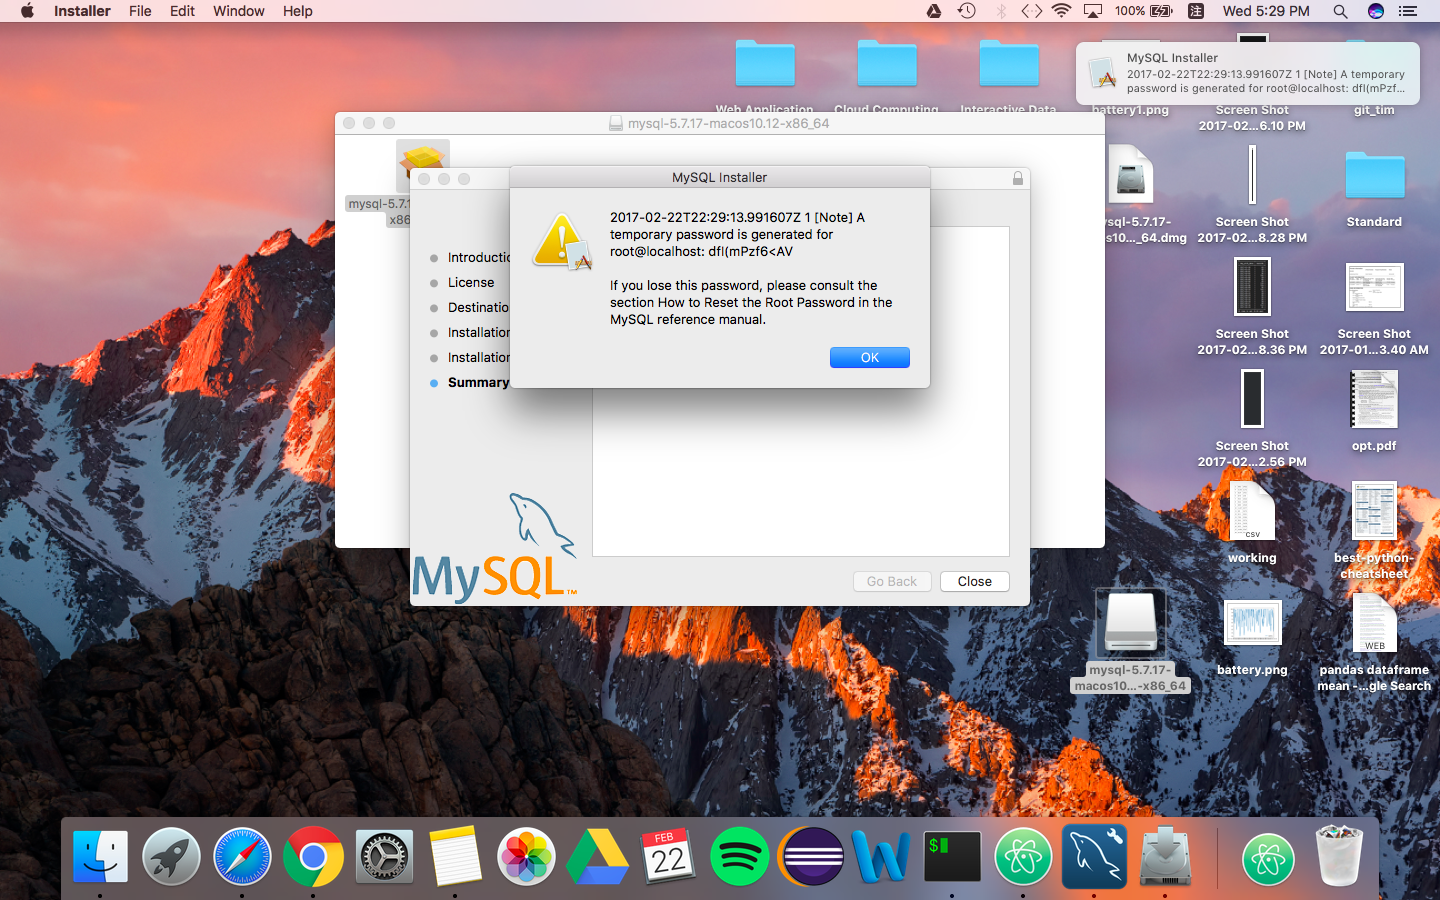 Installer File Edit Window Help
100% Wed 5:29 PM
MySQL Installer
2017-02-22T22:29:13.991607Z 1 [Note] A temporary
password is generated for root@localhost: dfl(mPzf...
Web Application Cloud Computing Interactive Data battery1.png Screen Shot git_tim
2017-02...6.10 PM
mysql-5.7.17-macos10.12-x86_64
MySQL Installer
2017-02-22T22:29:13.991607Z 1 [Note] A
temporary password is generated for
root@localhost: dfl(mPzf6<AV
If you lose this password, please consult the
section How to Reset the Root Password in the
MySQL reference manual.
OK
mysql-5.7.1
x86
Introductio
License
Destination
Installation
Installation
Summary
MySQL™
Go Back Close
ysql-5.7.17-
os10..._64.dmg
Screen Shot
2017-02...8.28 PM
Standard
Screen Shot
2017-02...8.36 PM
Screen Shot
2017-01...3.40 AM
Screen Shot
2017-02...2.56 PM
opt.pdf
CSV
working
best-python-
cheatsheet
mysql-5.7.17-
macos10...-x86_64
battery.png
WEB
pandas dataframe
mean -...gle Search
FEB
22
$